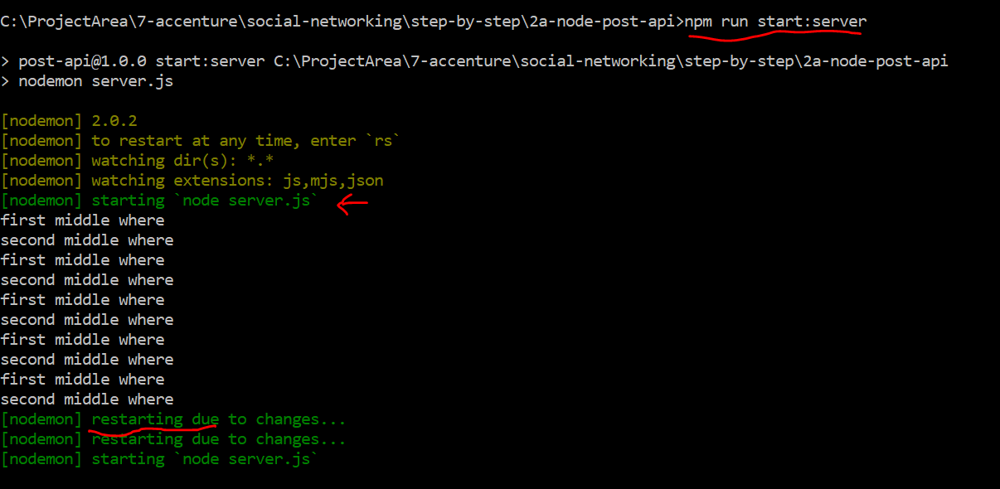 C:\ProjectArea\7-accenture\social-networking\step-by-step\2a-node-post-api>npm run start:server
> post-api@1.0.0 start:server C:\ProjectArea\7-accenture\social-networking\step-by-step\2a-node-post-api
> nodemon server.js
[nodemon] 2.0.2
[nodemon] to restart at any time, enter `rs`
[nodemon] watching dir(s): *.*
[nodemon] watching extensions: js,mjs,json
[nodemon] starting `node server.js`
first middle where
second middle where
first middle where
second middle where
first middle where
second middle where
first middle where
second middle where
first middle where
second middle where
[nodemon] restarting due to changes...
[nodemon] restarting due to changes...
[nodemon] starting `node server.js`